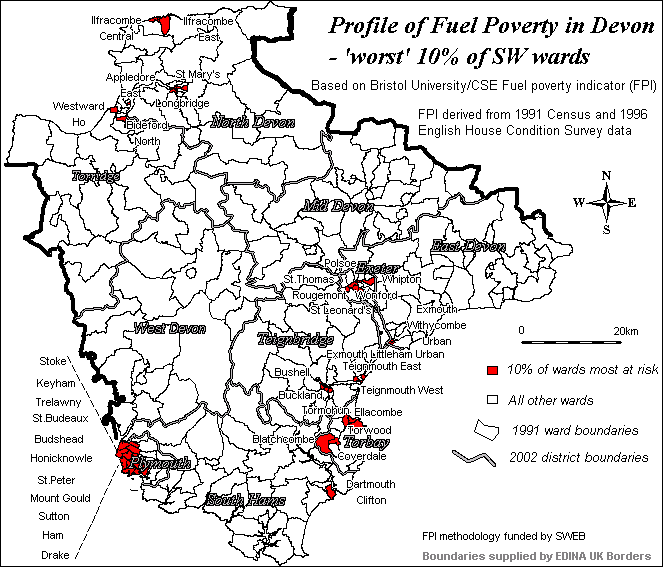 Profile of Fuel Poverty in Devon
- 'worst' 10% of SW wards
Based on Bristol University/CSE Fuel poverty indicator (FPI)
FPI derived from 1991 Census and 1996
English House Condition Survey data
Ilfracombe
Central
Ilfracombe
East
Appledore
East
St Mary's
Longbridge
Westward
Ho
Bideford
North
North Devon
Torridge
Mid Devon
East Devon
N
W
E
S
Polsoe
Exeter
St.Thomas
Whipton
Rougemont
Wonford
St Leonard's
Exmouth
Withycombe
Urban
0
20km
West Devon
Teignbridge
Exmouth Littleham Urban
Teignmouth East
Bushell
Teignmouth West
Buckland
Tormohun
Ellacombe
Torwood
Blatchcombe
Torbay
Coverdale
Dartmouth
Clifton
10% of wards most at risk
All other wards
1991 ward boundaries
2002 district boundaries
Stoke
Keyham
Trelawny
St.Budeaux
Budshead
Honicknowle
St.Peter
Mount Gould
Sutton
Ham
Drake
Plymouth
South Hams
FPI methodology funded by SWEB
Boundaries supplied by EDINA UK Borders